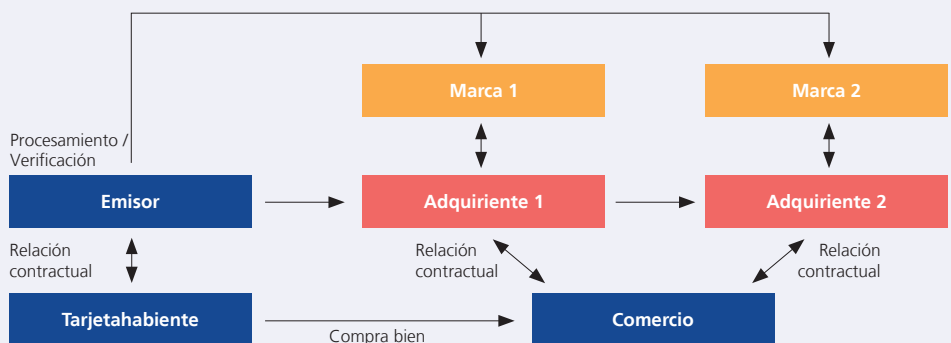 Marca 1
Marca 2
Procesamiento /
Verificación
Emisor
Adquiriente 1
Adquiriente 2
Relación
contractual
Relación
contractual
Relación
contractual
Tarjetahabiente
Comercio
Compra bien